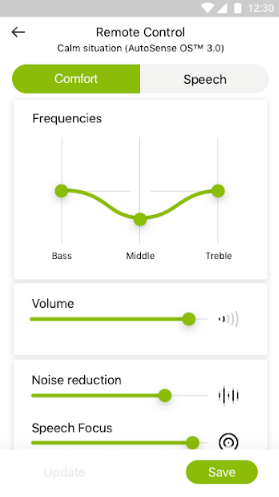 12:30
Remote Control
Calm situation (AutoSense OS™ 3.0)
Comfort Speech
Frequencies
Bass Middle Treble
Volume
Noise reduction
Speech Focus
Update Save